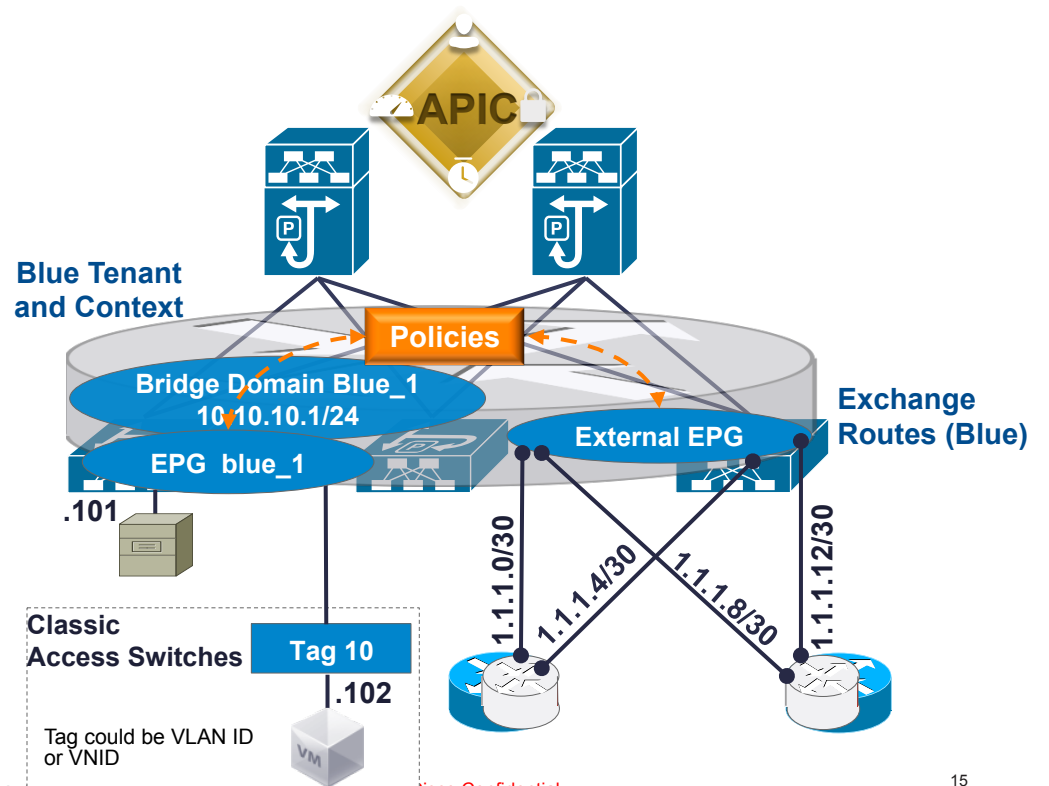 APIC
P
P
Blue Tenant
and Context
Policies
Bridge Domain Blue_1
10.10.10.1/24
Exchange
Routes (Blue)
External EPG
P
EPG blue_1
.101
1.1.1.0/30
1.1.1.4/30
1.1.1.8/30
1.1.1.12/30
Classic
Access Switches
Tag 10
.102
Tag could be VLAN ID
or VNID
VM
Confidential
15